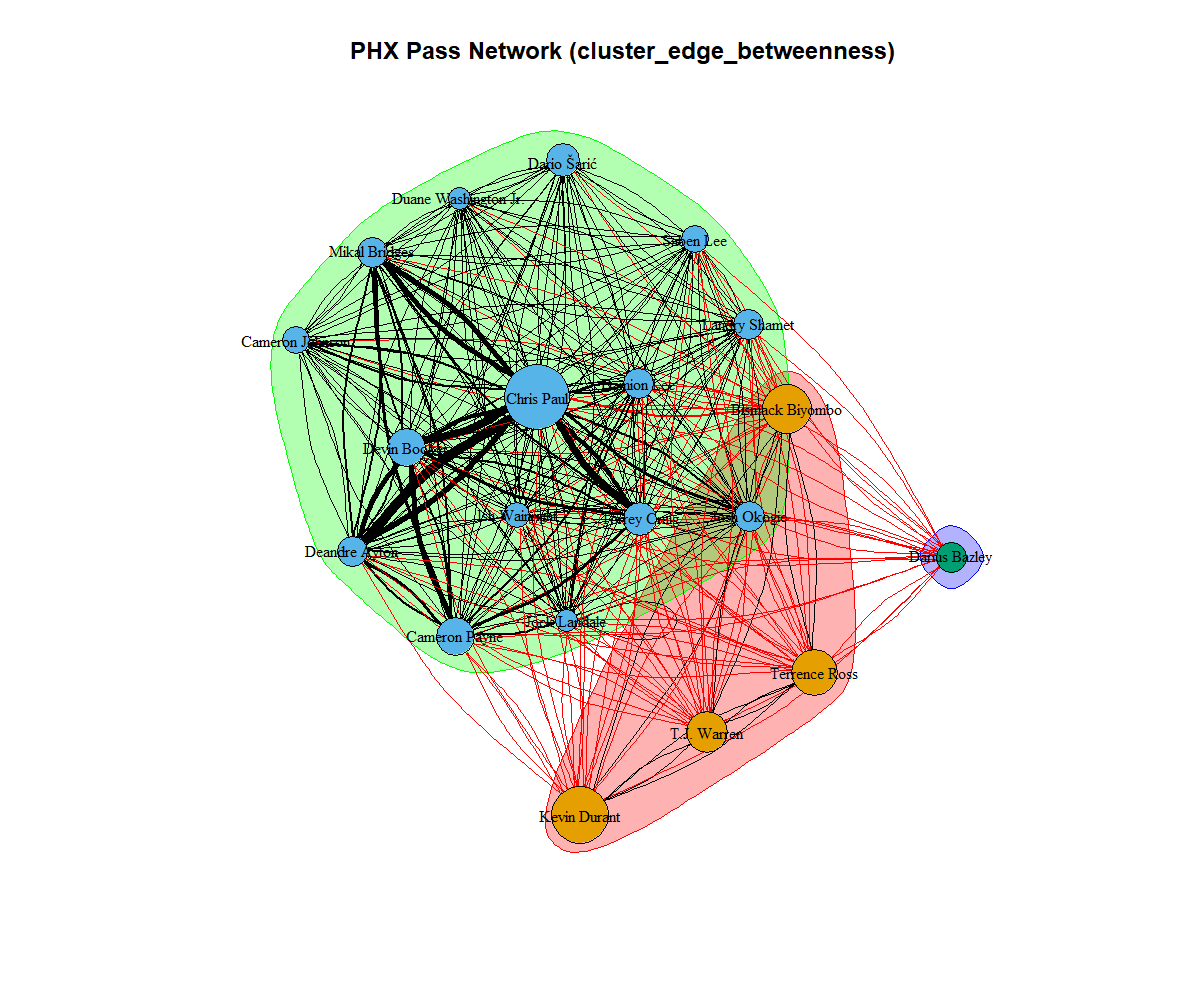 PHX Pass Network (cluster_edge_betweenness)
Dario Šarić
Duane Washington Jr.
Saben Lee
Mikal Bridges
Landry Shamet
Cameron Johnson
Damion Lee
Chris Paul
Bismack Biyombo
Devin Booker
Ish Wainright
Torrey Craig
Josh Okogie
Deandre Ayton
Darius Bazley
Jock Landale
Cameron Payne
Terrence Ross
T.J. Warren
Kevin Durant